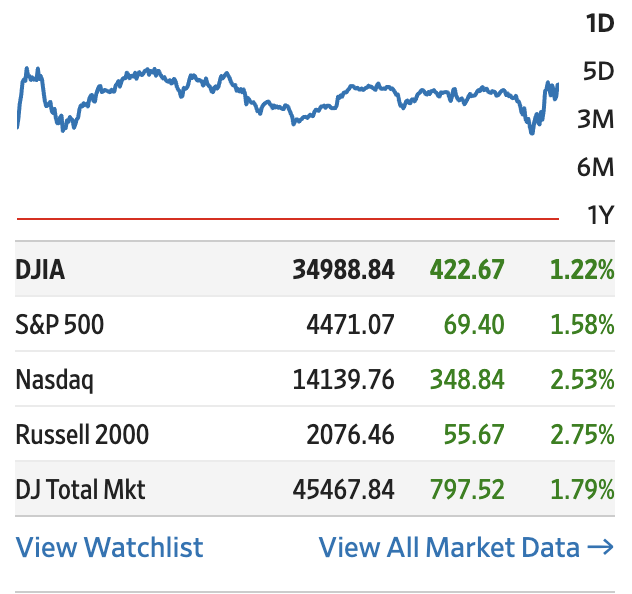 1D
5D
3M
6M
1Y
DJIA 34988.84 422.67 1.22%
S&P 500 4471.07 69.40 1.58%
Nasdaq 14139.76 348.84 2.53%
Russell 2000 2076.46 55.67 2.75%
DJ Total Mkt 45467.84 797.52 1.79%
View Watchlist View All Market Data →